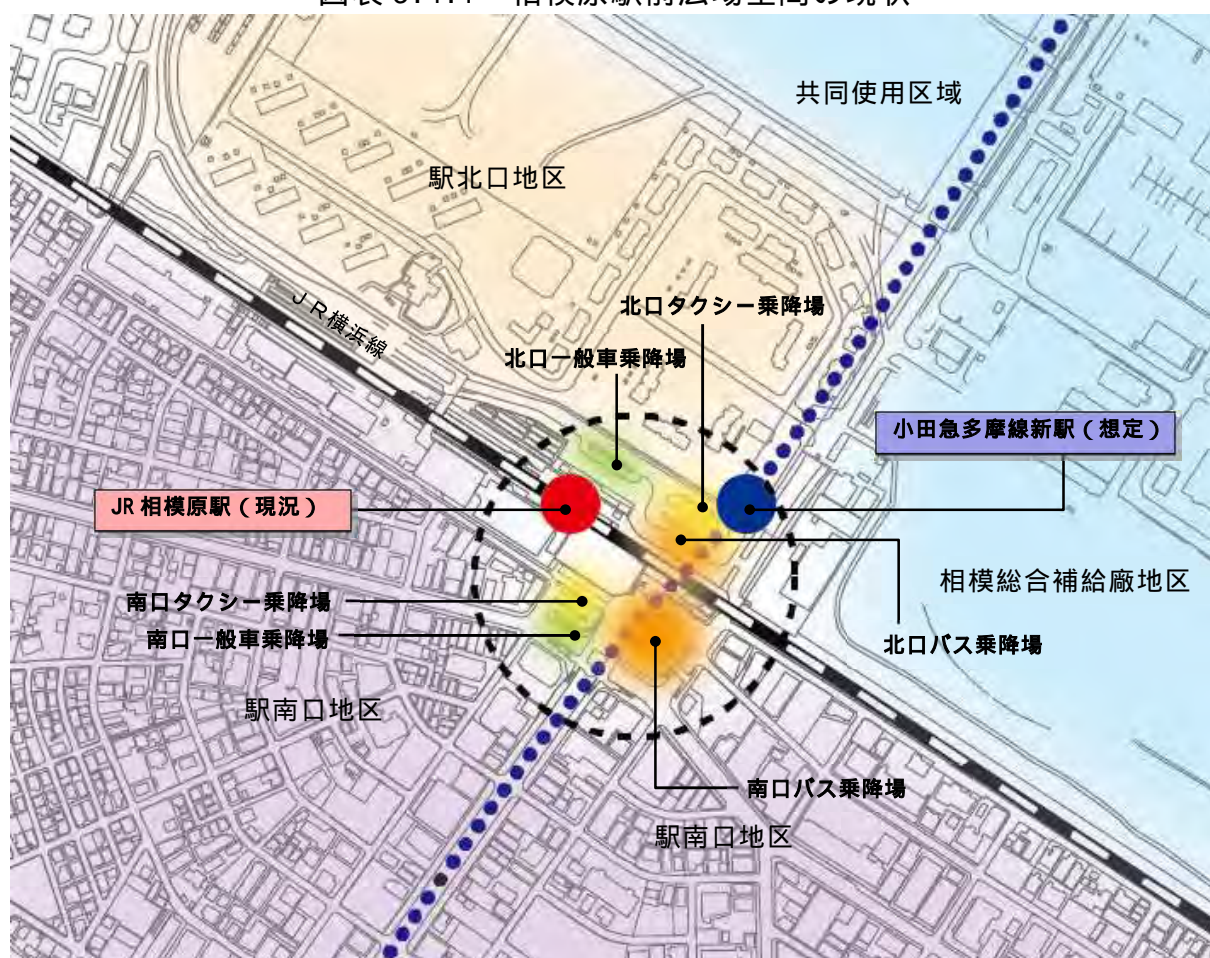 共同使用区域
駅北口地区
JR横浜線
北口タクシー乗降場
北口一般車乗降場
小田急多摩線新駅(想定)
JR相模原駅(現況)
相模総合補給廠地区
南口タクシー乗降場
南口一般車乗降場
北口バス乗降場
駅南口地区
南口バス乗降場
駅南口地区